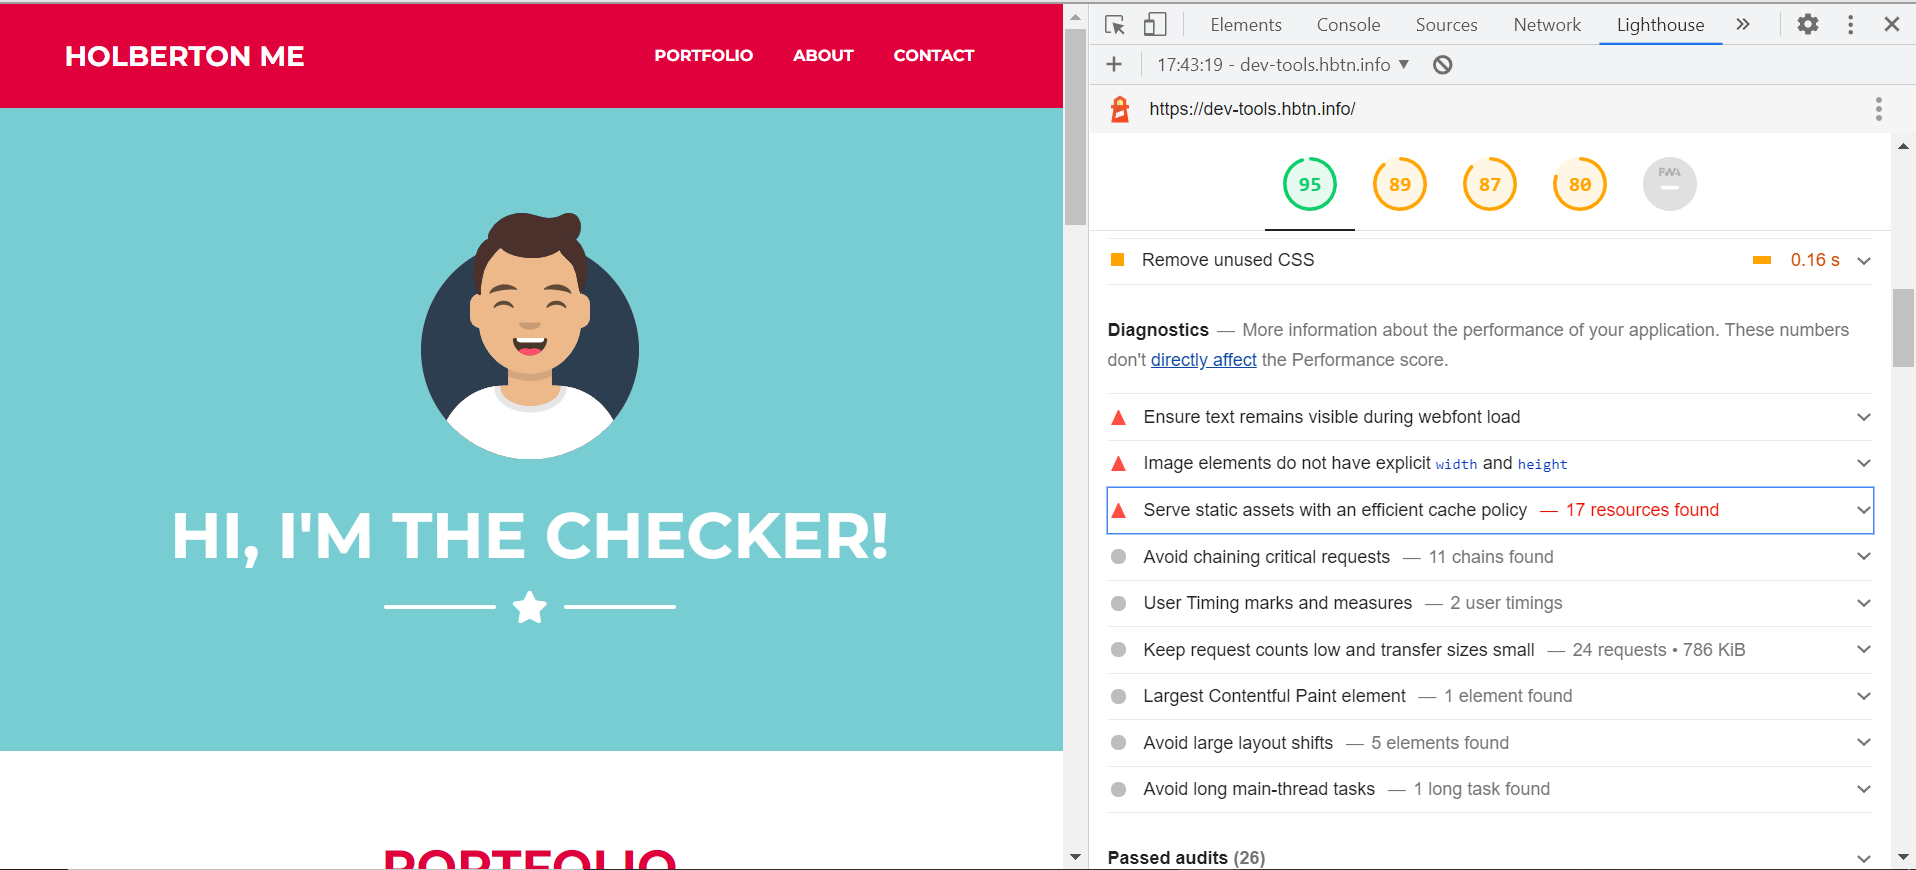 HOLBERTON ME
PORTFOLIO ABOUT CONTACT
HI, I'M THE CHECKER!
PORTFOLIO
Elements Console Sources Network Lighthouse
17:43:19 - dev-tools.hbtn.info
https://dev-tools.hbtn.info/
95 89 87 80 PWA
Remove unused CSS 0.16 s
Diagnostics — More information about the performance of your application. These numbers
don't directly affect the Performance score.
Ensure text remains visible during webfont load
Image elements do not have explicit width and height
Serve static assets with an efficient cache policy — 17 resources found
Avoid chaining critical requests — 11 chains found
User Timing marks and measures — 2 user timings
Keep request counts low and transfer sizes small — 24 requests • 786 KiB
Largest Contentful Paint element — 1 element found
Avoid large layout shifts — 5 elements found
Avoid long main-thread tasks — 1 long task found
Passed audits (26)